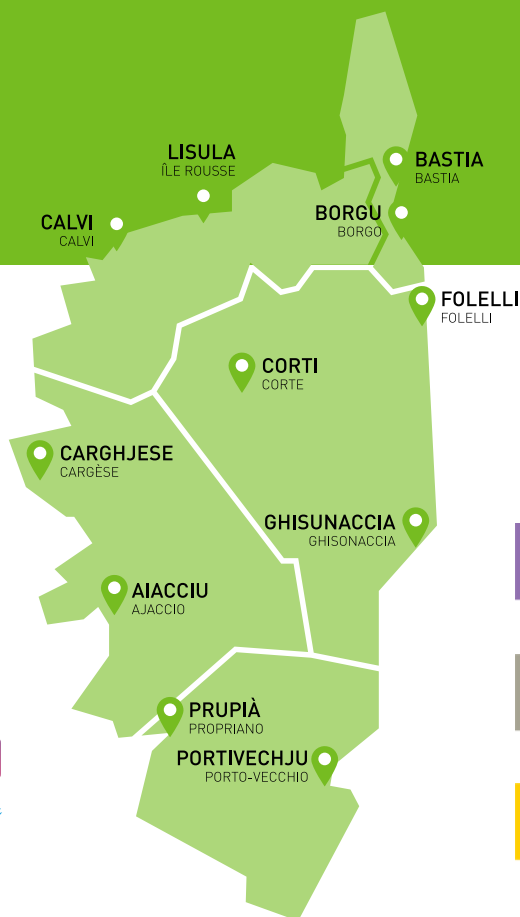 LISULA
ÎLE ROUSSE
BASTIA
BASTIA
CALVI
CALVI
BORGU
BORGO
FOLELLI
FOLELLI
CORTI
CORTE
CARGHJESE
CARGÈSE
GHISUNACCIA
GHISONACCIA
AIACCIU
AJACCIO
PRUPIÀ
PROPRIANO
PORTIVECHJU
PORTO-VECCHIO